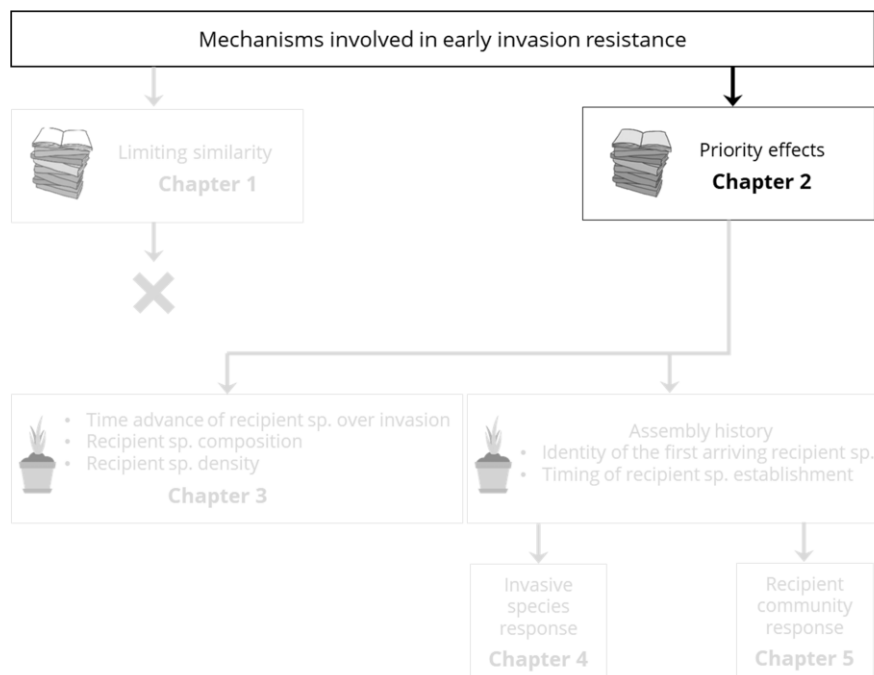 Mechanisms involved in early invasion resistance
Limiting similarity
Chapter 1
Priority effects
Chapter 2
• Time advance of recipient sp. over invasion
• Recipient sp. composition
• Recipient sp. density
Chapter 3
Assembly history
• Identity of the first arriving recipient sp.
• Timing of recipient sp. establishment
Invasive
species
response
Chapter 4
Recipient
community
response
Chapter 5